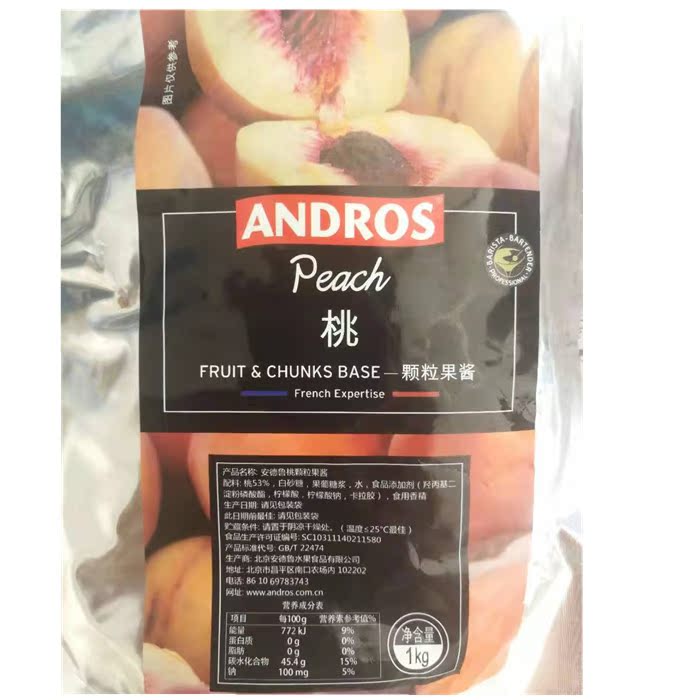 图片仅供参考
ANDROS
Peach
桃
FRUIT & CHUNKS BASE — 颗粒果酱
French Expertise
BARISTA - BARTENDER
PROFESSIONAL
产品名称: 安德鲁桃颗粒果酱
配料: 桃53%，白砂糖，果葡糖浆，水，食品添加剂（羟丙基二
淀粉磷酸酯，柠檬酸，柠檬酸钠，卡拉胶），食用香精
生产日期: 请见包装袋
此日期前最佳: 请见包装袋
贮藏条件: 请置于阴凉干燥处。（温度≤25℃最佳）
食品生产许可证编号: SC10311140211580
产品标准代号: GB/T 22474
生产商: 北京安德鲁水果食品有限公司
地址: 北京市昌平区南口农场内 102202
电话: 86 10 69783743
网址: www.andros.com.cn
营养成分表
项目 每100g 营养素参考值%
能量 772 kJ 9%
蛋白质 0 g 0%
脂肪 0 g 0%
碳水化合物 45.4 g 15%
钠 100 mg 5%
净含量
1kg